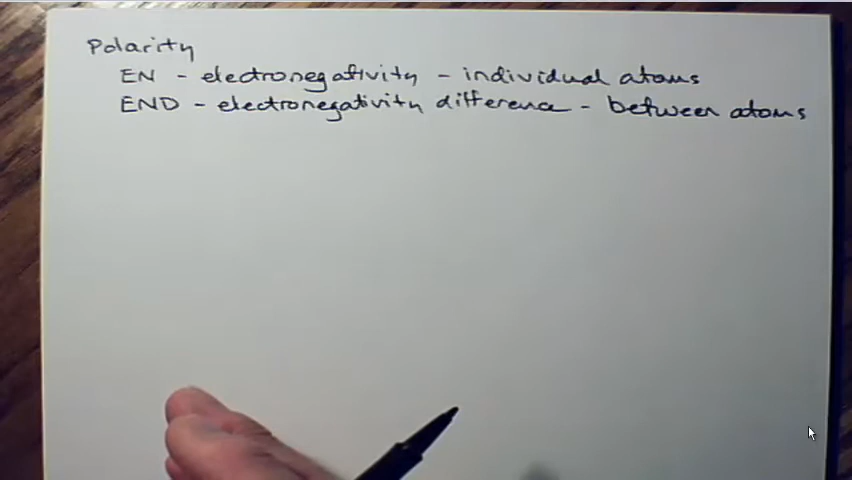 Polarity
EN - electronegativity - individual atoms
END - electronegativity difference - between atoms